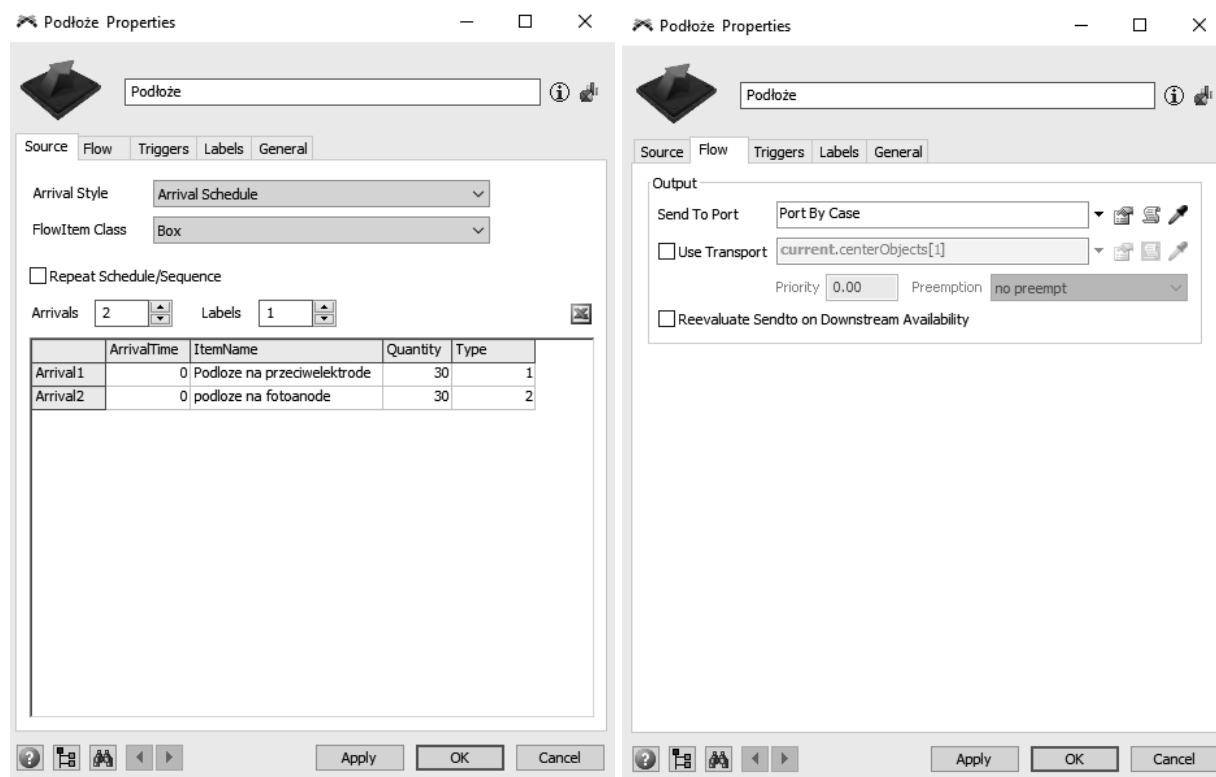 Podłoże Properties
Podłoże
Source Flow Triggers Labels General
Arrival Style Arrival Schedule
FlowItem Class Box
Repeat Schedule/Sequence
Arrivals 2 Labels 1
ArrivalTime ItemName Quantity Type
Arrival1 0 Podloze na przeciwelektrode 30 1
Arrival2 0 podloze na fotoanode 30 2
Apply OK Cancel
Podłoże Properties
Podłoże
Source Flow Triggers Labels General
Output
Send To Port Port By Case
Use Transport current.centerObjects[1]
Priority 0.00 Preemption no preempt
Reevaluate Sendto on Downstream Availability
Apply OK Cancel